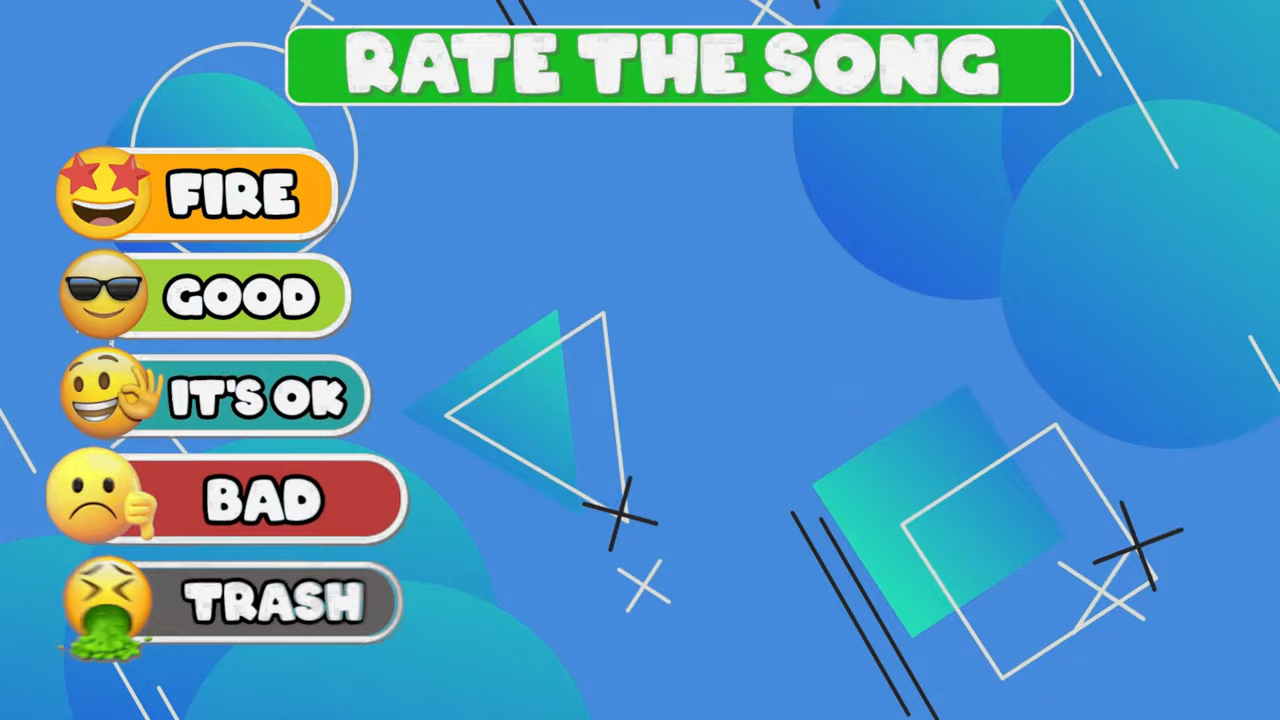 RATE THE SONG
FIRE
GOOD
IT'S OK
BAD
TRASH